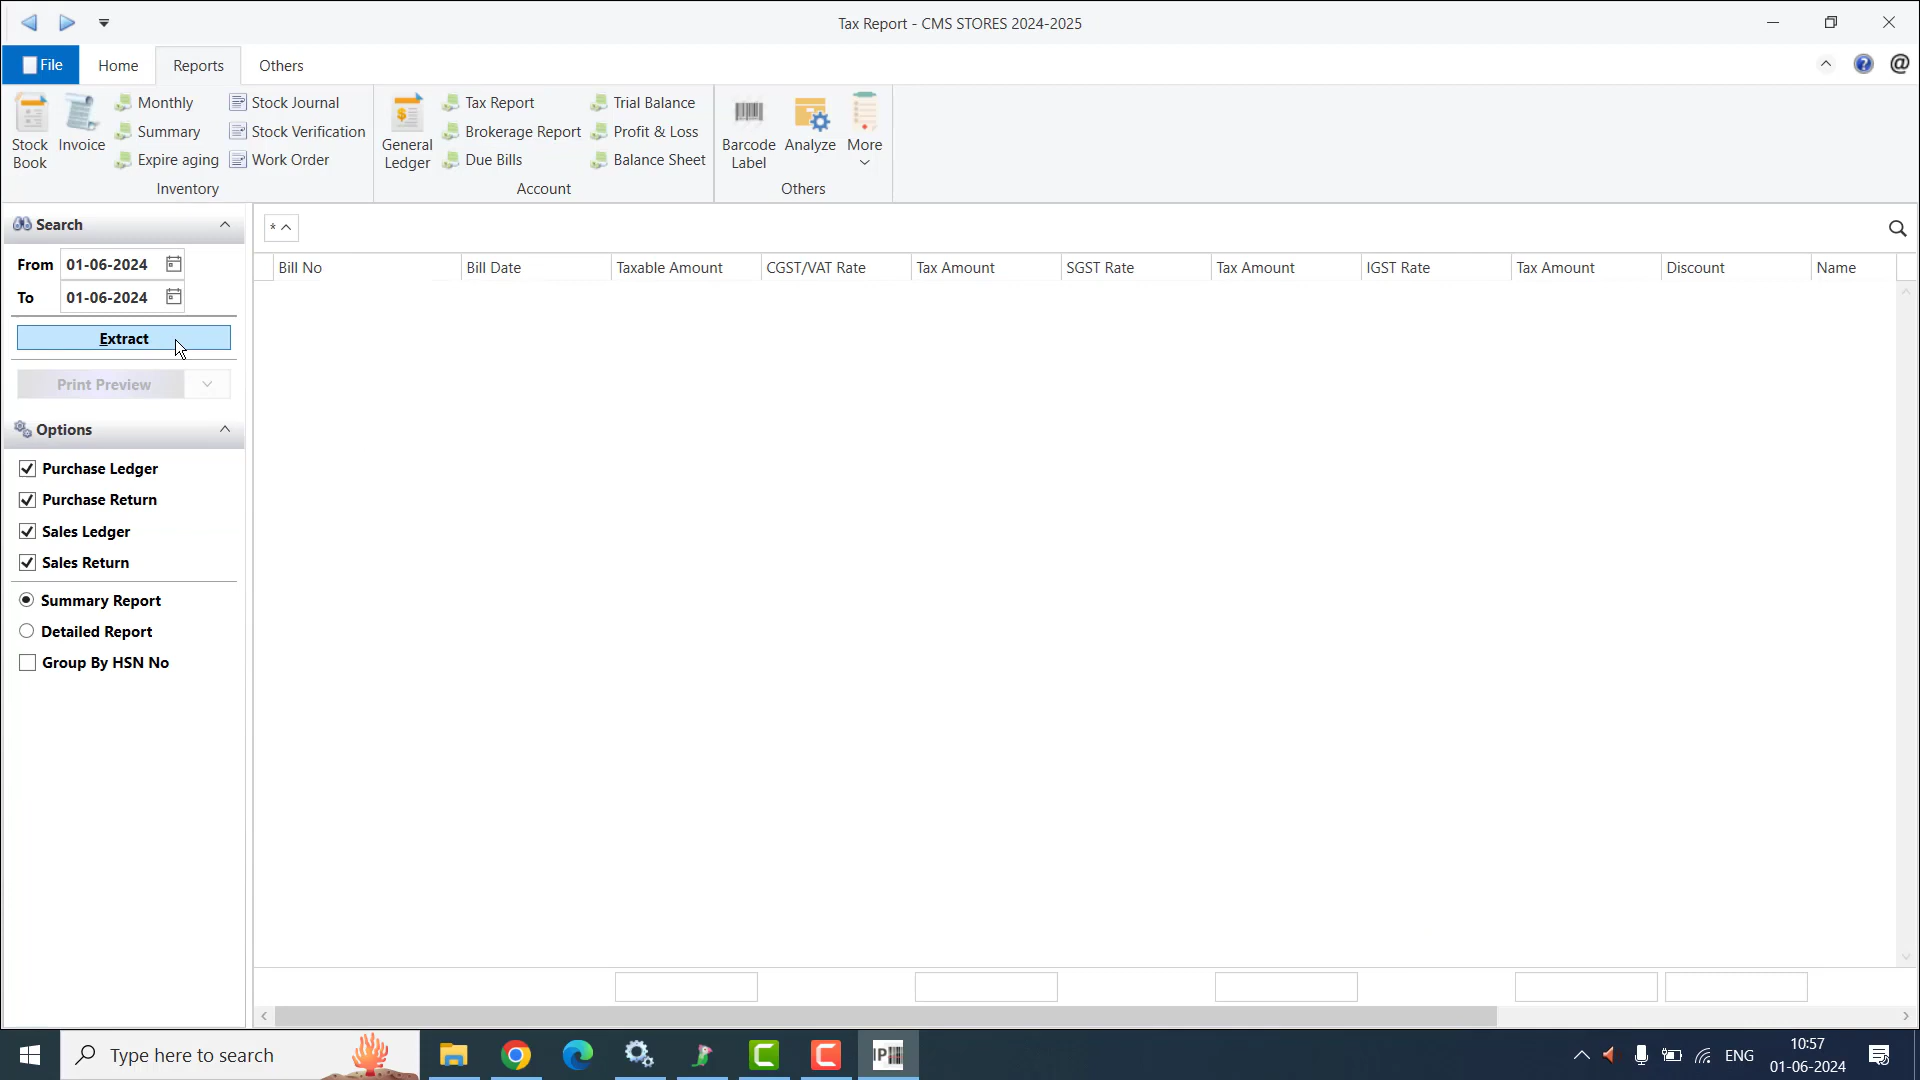 Tax Report - CMS STORES 2024-2025
File
Home
Reports
Others
@
Stock
Book
Invoice
Monthly
Summary
Expire aging
Stock Journal
Stock Verification
Work Order
Inventory
General
Ledger
Tax Report
Brokerage Report
Due Bills
Trial Balance
Profit & Loss
Balance Sheet
Account
Barcode
Label
Analyze
More
Others
Search
From 01-06-2024
To 01-06-2024
Extract
Print Preview
Options
Purchase Ledger
Purchase Return
Sales Ledger
Sales Return
Summary Report
Detailed Report
Group By HSN No
*
Bill No Bill Date Taxable Amount CGST/VAT Rate Tax Amount SGST Rate Tax Amount IGST Rate Tax Amount Discount Name
Type here to search
IP
ENG
10:57
01-06-2024